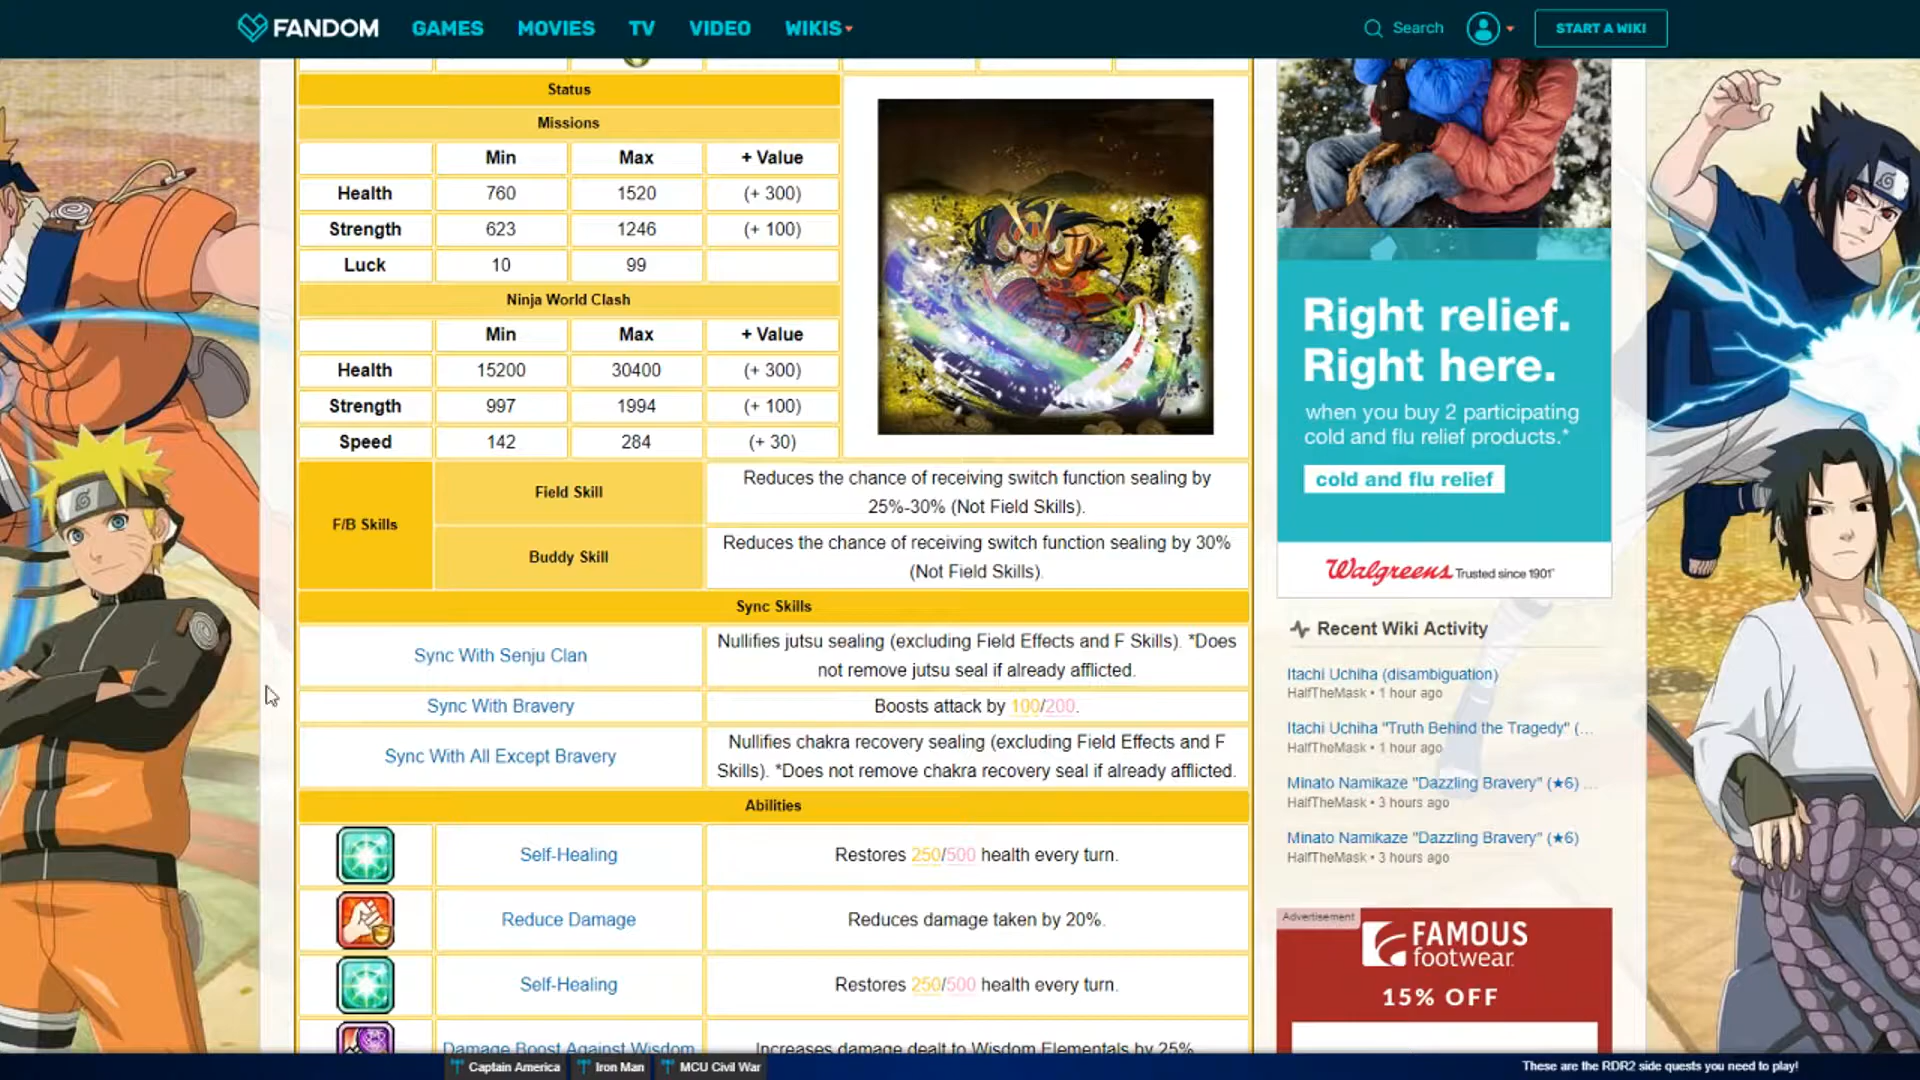 FANDOM GAMES MOVIES TV VIDEO WIKIS Search START A WIKI
Status
Missions
Min Max + Value
Health 760 1520 (+ 300)
Strength 623 1246 (+ 100)
Luck 10 99
Ninja World Clash
Min Max + Value
Health 15200 30400 (+ 300)
Strength 997 1994 (+ 100)
Speed 142 284 (+ 30)
F/B Skills
Field Skill
Reduces the chance of receiving switch function sealing by
25%-30% (Not Field Skills).
Buddy Skill
Reduces the chance of receiving switch function sealing by 30%
(Not Field Skills).
Sync Skills
Sync With Senju Clan
Nullifies jutsu sealing (excluding Field Effects and F Skills). *Does
not remove jutsu seal if already afflicted.
Sync With Bravery
Boosts attack by 100/200.
Sync With All Except Bravery
Nullifies chakra recovery sealing (excluding Field Effects and F
Skills). *Does not remove chakra recovery seal if already afflicted.
Abilities
Self-Healing
Restores 250/500 health every turn.
Reduce Damage
Reduces damage taken by 20%.
Self-Healing
Restores 250/500 health every turn.
Damage Boost Against Wisdom
Increases damage dealt to Wisdom Elementals by 25%
Right relief.
Right here.
when you buy 2 participating
cold and flu relief products.*
cold and flu relief
Walgreens Trusted since 1901
Recent Wiki Activity
Itachi Uchiha (disambiguation)
HalfTheMask • 1 hour ago
Itachi Uchiha "Truth Behind the Tragedy" (...
HalfTheMask • 1 hour ago
Minato Namikaze "Dazzling Bravery" (★6) ...
HalfTheMask • 3 hours ago
Minato Namikaze "Dazzling Bravery" (★6)
HalfTheMask • 3 hours ago
Advertisement
FAMOUS
footwear.
15% OFF
Captain America Iron Man MCU Civil War
These are the RDR2 side quests you need to play!